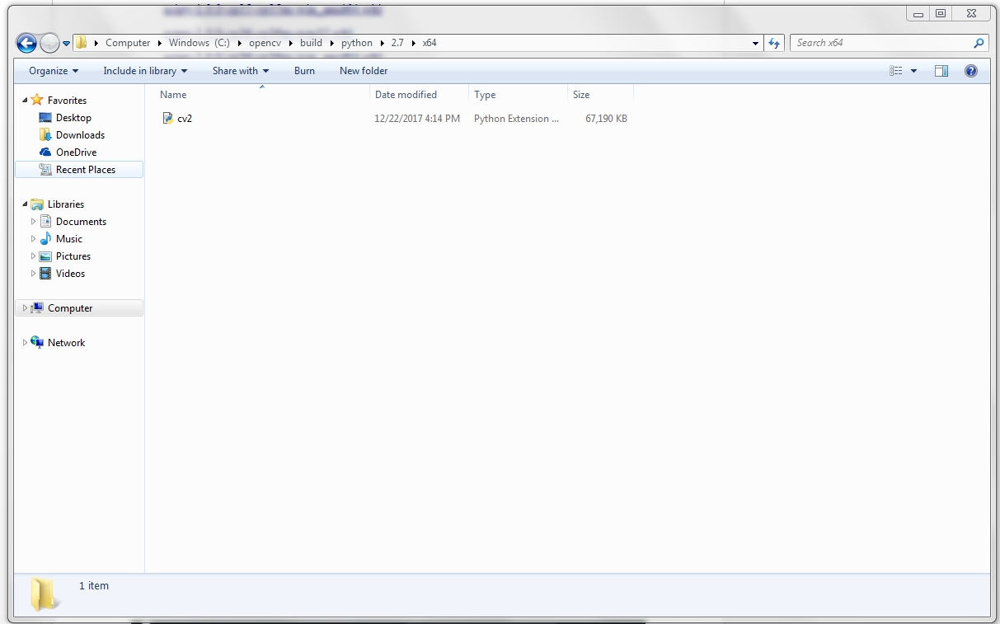 Computer Windows (C:) opencv build python 2.7 x64 Search x64
Organize Include in library Share with Burn New folder
Favorites
Desktop
Downloads
OneDrive
Recent Places
Libraries
Documents
Music
Pictures
Videos
Computer
Network
Name Date modified Type Size
cv2 12/22/2017 4:14 PM Python Extension ... 67,190 KB
1 item